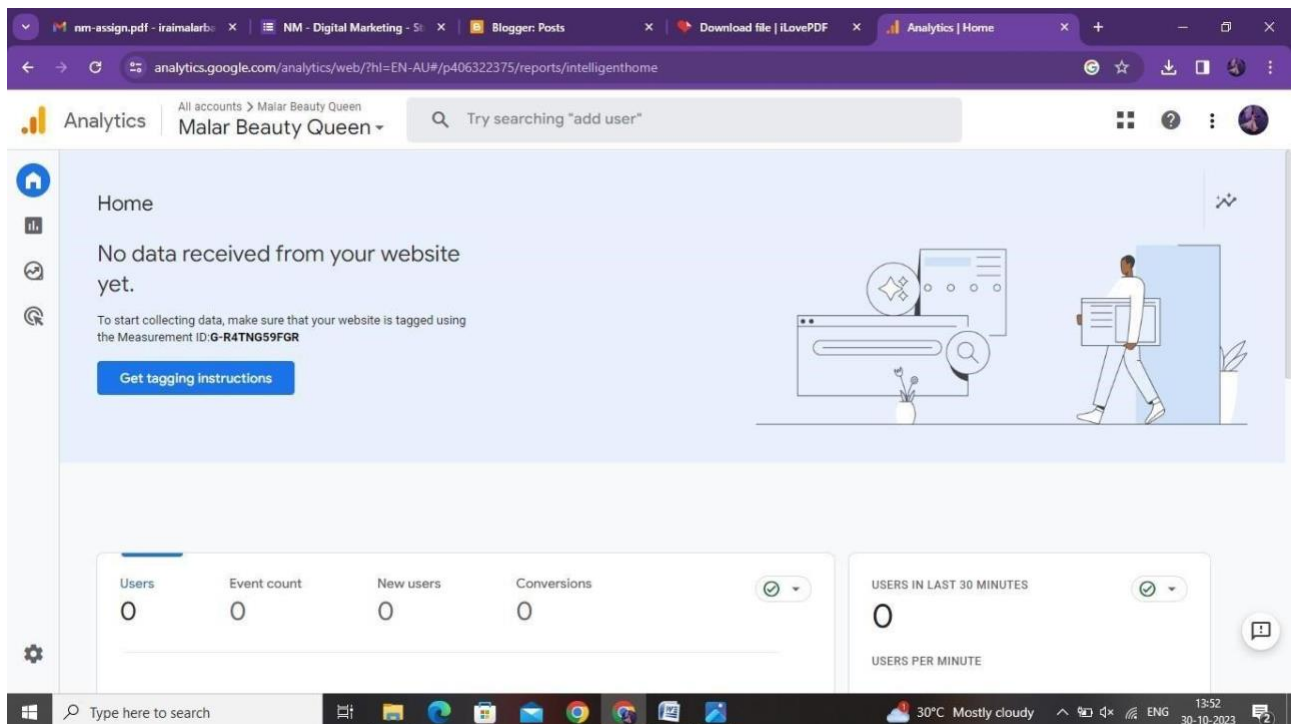 nm-assign.pdf - iraimalarb
NM - Digital Marketing - St
Blogger: Posts
Download file | iLovePDF
Analytics | Home
analytics.google.com/analytics/web/?hl=EN-AU#/p406322375/reports/intelligenthome
Analytics
All accounts > Malar Beauty Queen
Malar Beauty Queen
Try searching "add user"
Home
No data received from your website
yet.
To start collecting data, make sure that your website is tagged using
the Measurement ID:G-R4TNG59FGR
Get tagging instructions
Users
Event count
New users
Conversions
0
0
0
0
USERS IN LAST 30 MINUTES
0
USERS PER MINUTE
Type here to search
30°C Mostly cloudy
ENG
13:52
30-10-2023